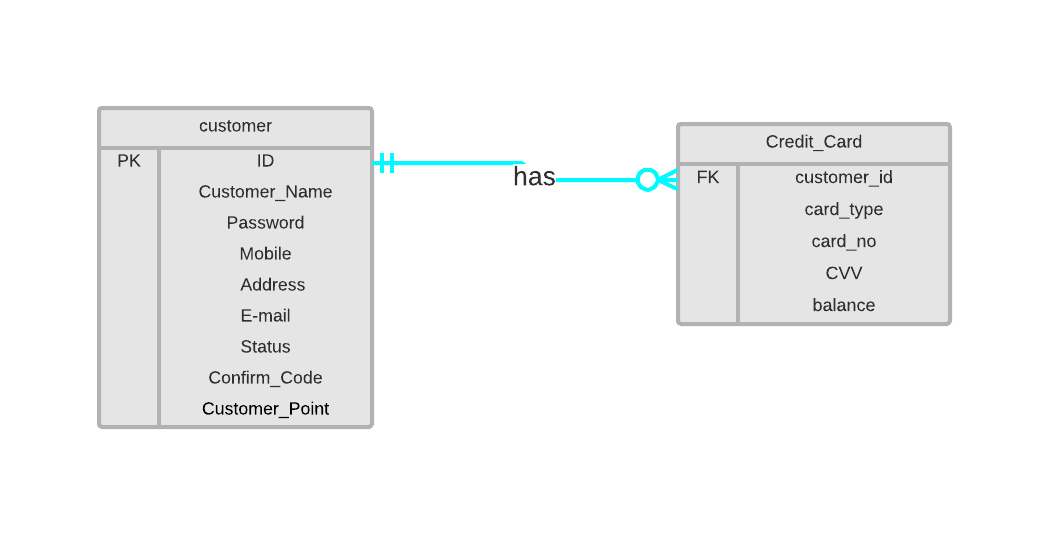 customer
PK ID
Customer_Name
Password
Mobile
Address
E-mail
Status
Confirm_Code
Customer_Point
has
Credit_Card
FK customer_id
card_type
card_no
CVV
balance